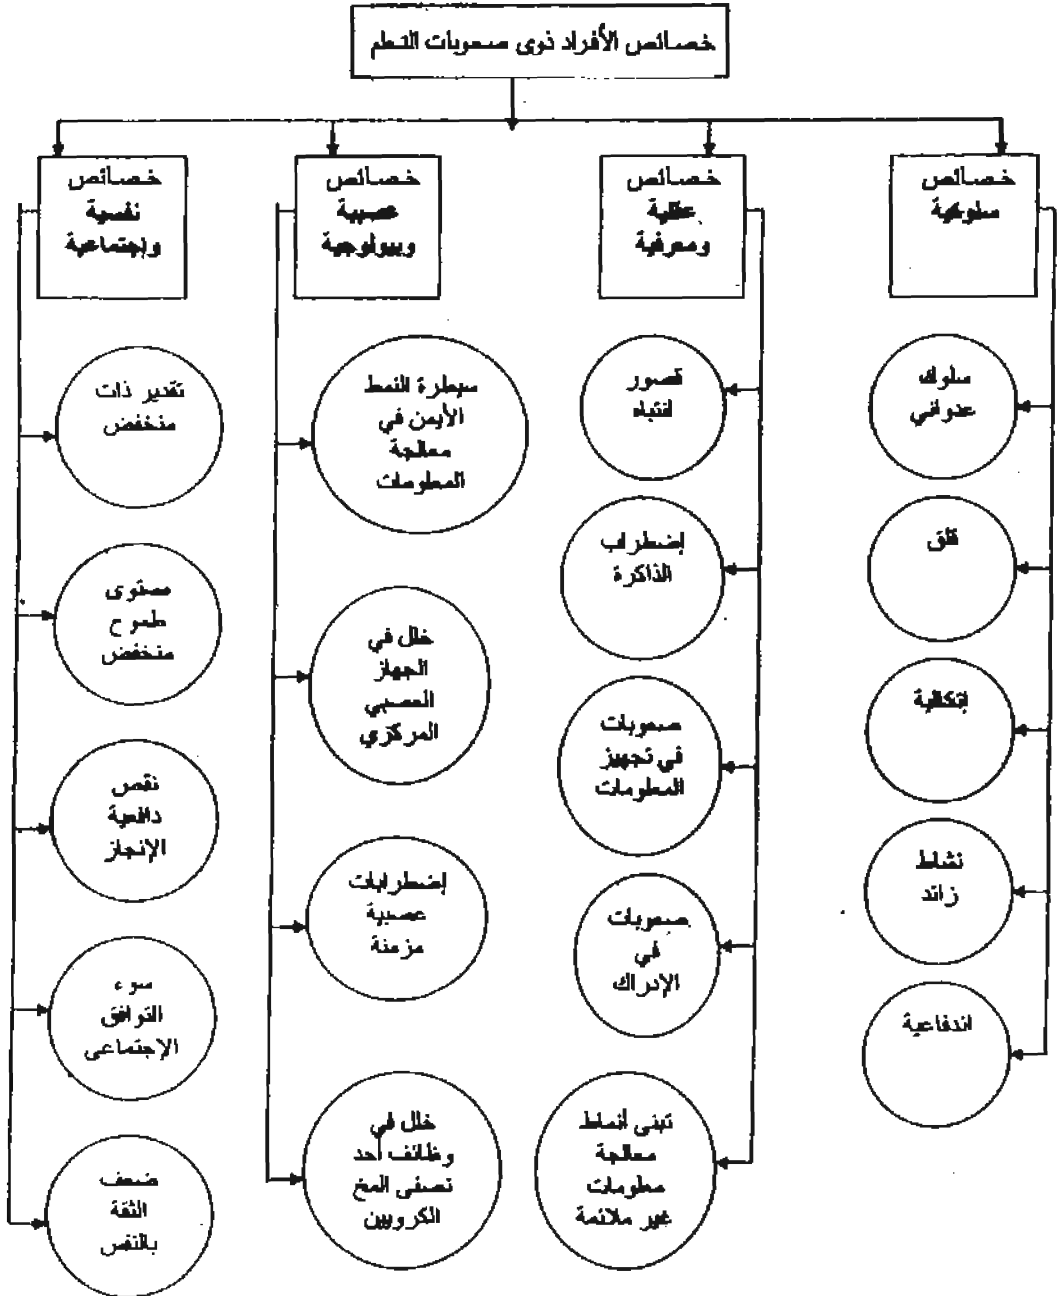 خصائص الأفراد ذوى صعوبات التعلم
خصائص
سلوكية
سلوك
عدواني
قلق
إتكالية
نشاط
زائد
اندفاعية
خصائص
عقلية
ومعرفية
قصور
انتباه
إضطراب
الذاكرة
صعوبات
في تجهيز
المعلومات
صعوبات
في
الإدراك
تبنى أنماط
معالجة
معلومات
غير ملائمة
خصائص
عصبية
وبيولوجية
سيطرة النمط
الأيمن في
معالجة
المعلومات
خلل في
الجهاز
العصبي
المركزي
إضطرابات
عصبية
مزمنة
خلل في
وظائف أحد
نصفى المخ
الكرويين
خصائص
نفسية
وإجتماعية
تقدير ذات
منخفض
مستوى
طموح
منخفض
نقص
دافعية
الإنجاز
سوء
التوافق
الإجتماعى
ضعف
الثقة
بالنفس